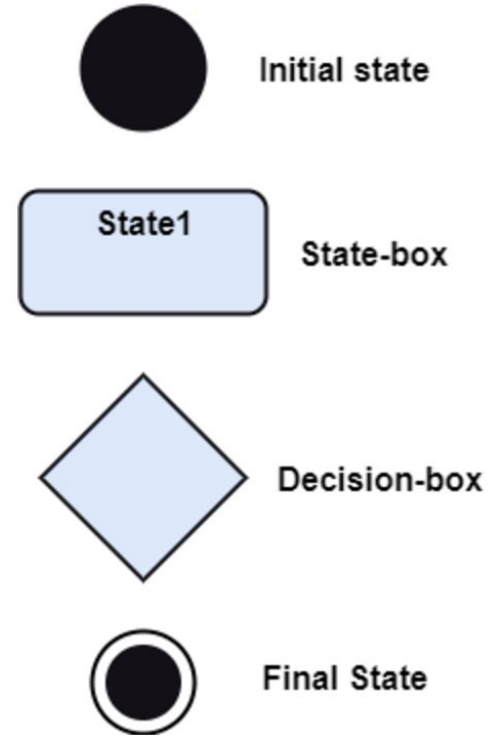 Initial state
State1
State-box
Decision-box
Final State